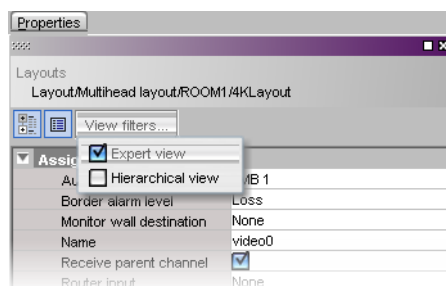 Properties
Layouts
Layout/Multihead layout/ROOM1/4KLayout
View filters...
Expert view
Hierarchical view
Border alarm level Loss
Monitor wall destination None
Name video0
Receive parent channel
Router input None